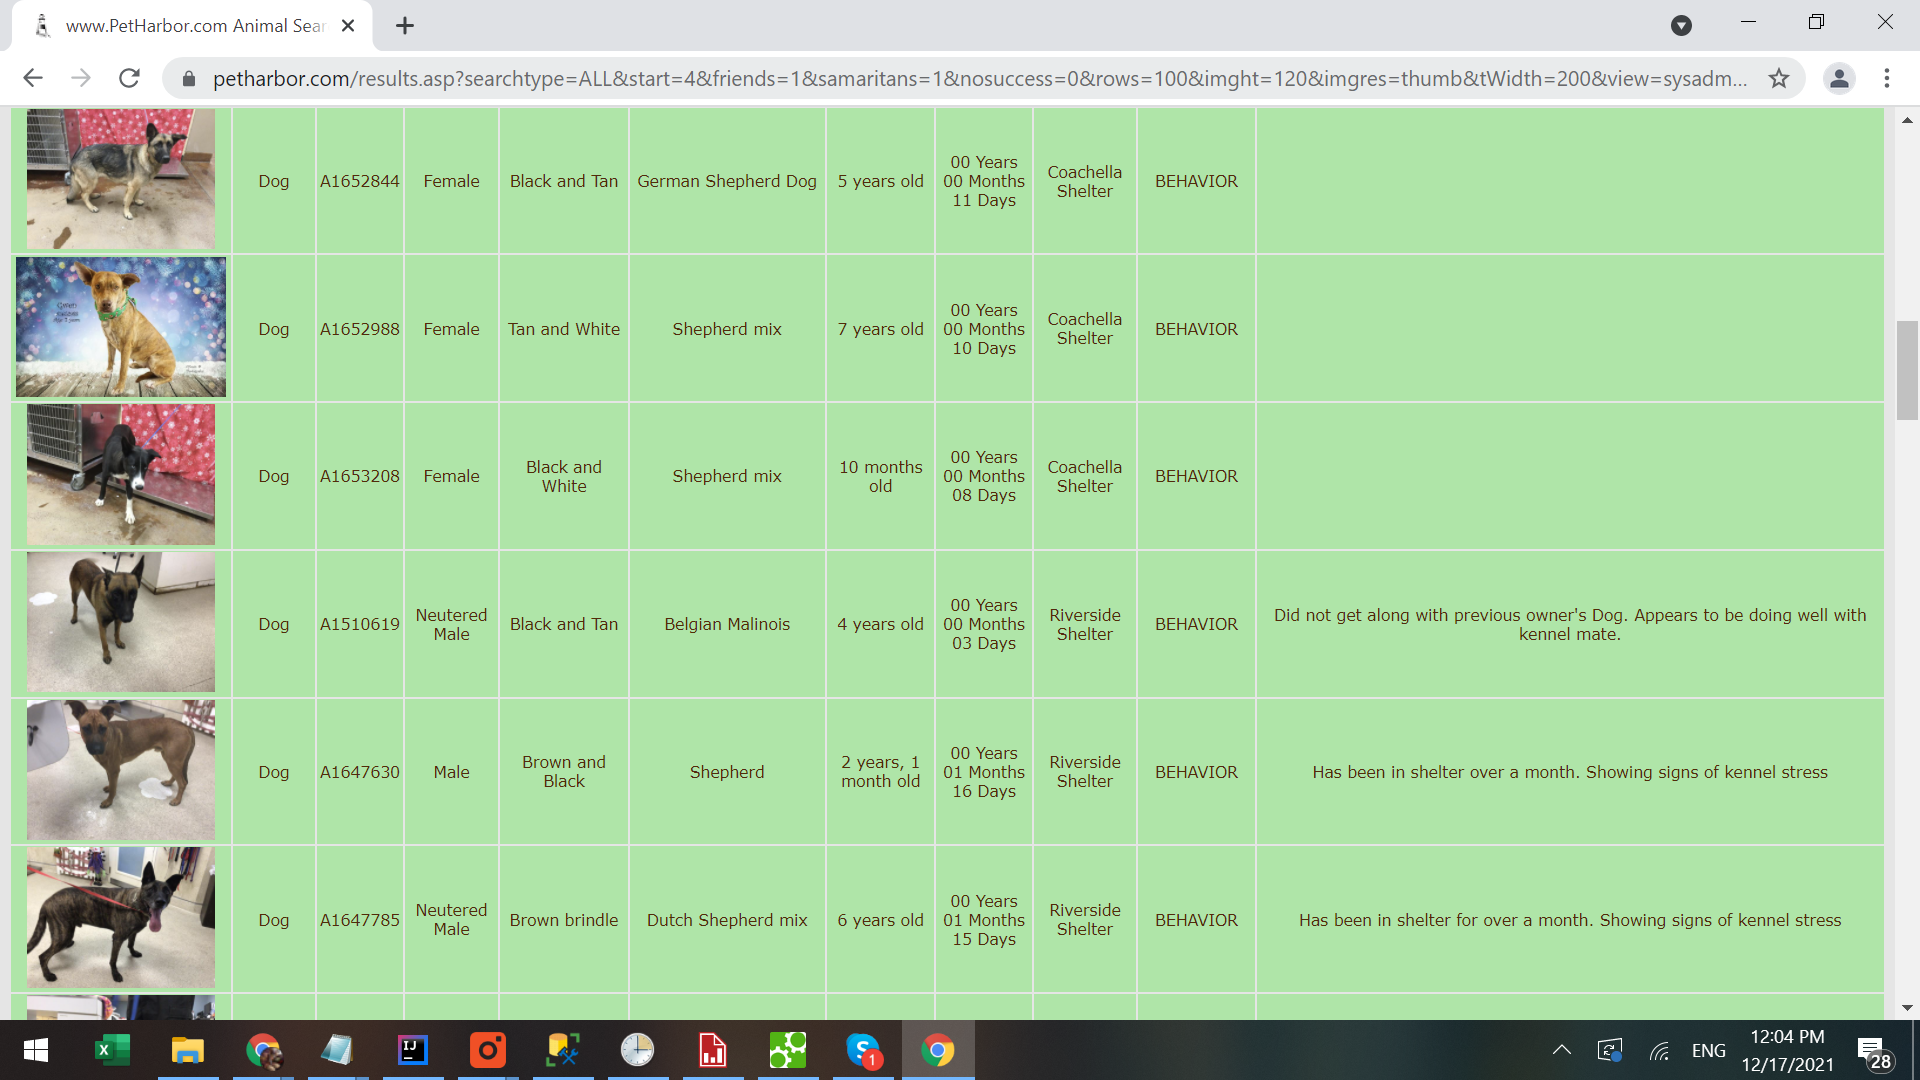 www.PetHarbor.com Animal Sear
petharbor.com/results.asp?searchtype=ALL&start=4&friends=1&samaritans=1&nosuccess=0&rows=100&imght=120&imgres=thumb&tWidth=200&view=sysadm...
Dog A1652844 Female Black and Tan German Shepherd Dog 5 years old 00 Years 00 Months 11 Days Coachella Shelter BEHAVIOR
Dog A1652988 Female Tan and White Shepherd mix 7 years old 00 Years 00 Months 10 Days Coachella Shelter BEHAVIOR
Dog A1653208 Female Black and White Shepherd mix 10 months old 00 Years 00 Months 08 Days Coachella Shelter BEHAVIOR
Dog A1510619 Neutered Male Black and Tan Belgian Malinois 4 years old 00 Years 00 Months 03 Days Riverside Shelter BEHAVIOR Did not get along with previous owner's Dog. Appears to be doing well with kennel mate.
Dog A1647630 Male Brown and Black Shepherd 2 years, 1 month old 00 Years 01 Months 16 Days Riverside Shelter BEHAVIOR Has been in shelter over a month. Showing signs of kennel stress
Dog A1647785 Neutered Male Brown brindle Dutch Shepherd mix 6 years old 00 Years 01 Months 15 Days Riverside Shelter BEHAVIOR Has been in shelter for over a month. Showing signs of kennel stress
X
IJ
S
1
ENG
12:04 PM
12/17/2021
28